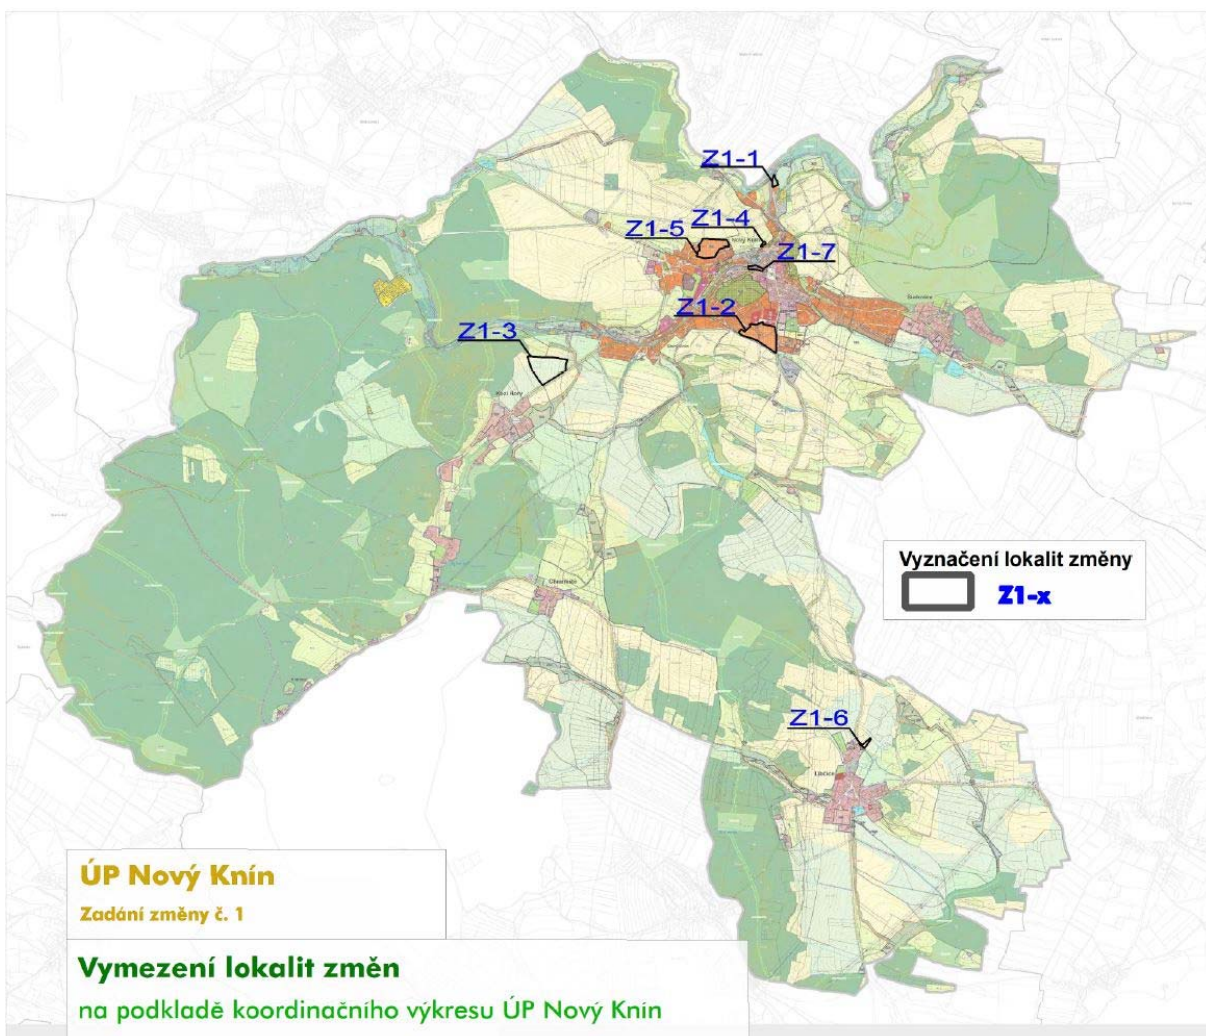 Z1-1
Z1-4
Z1-5
Z1-7
Z1-2
Z1-3
Vyznačení lokalit změny
Z1-x
Z1-6
ÚP Nový Knín
Zadání změny č. 1
Vymezení lokalit změn
na podkladě koordinačního výkresu ÚP Nový Knín